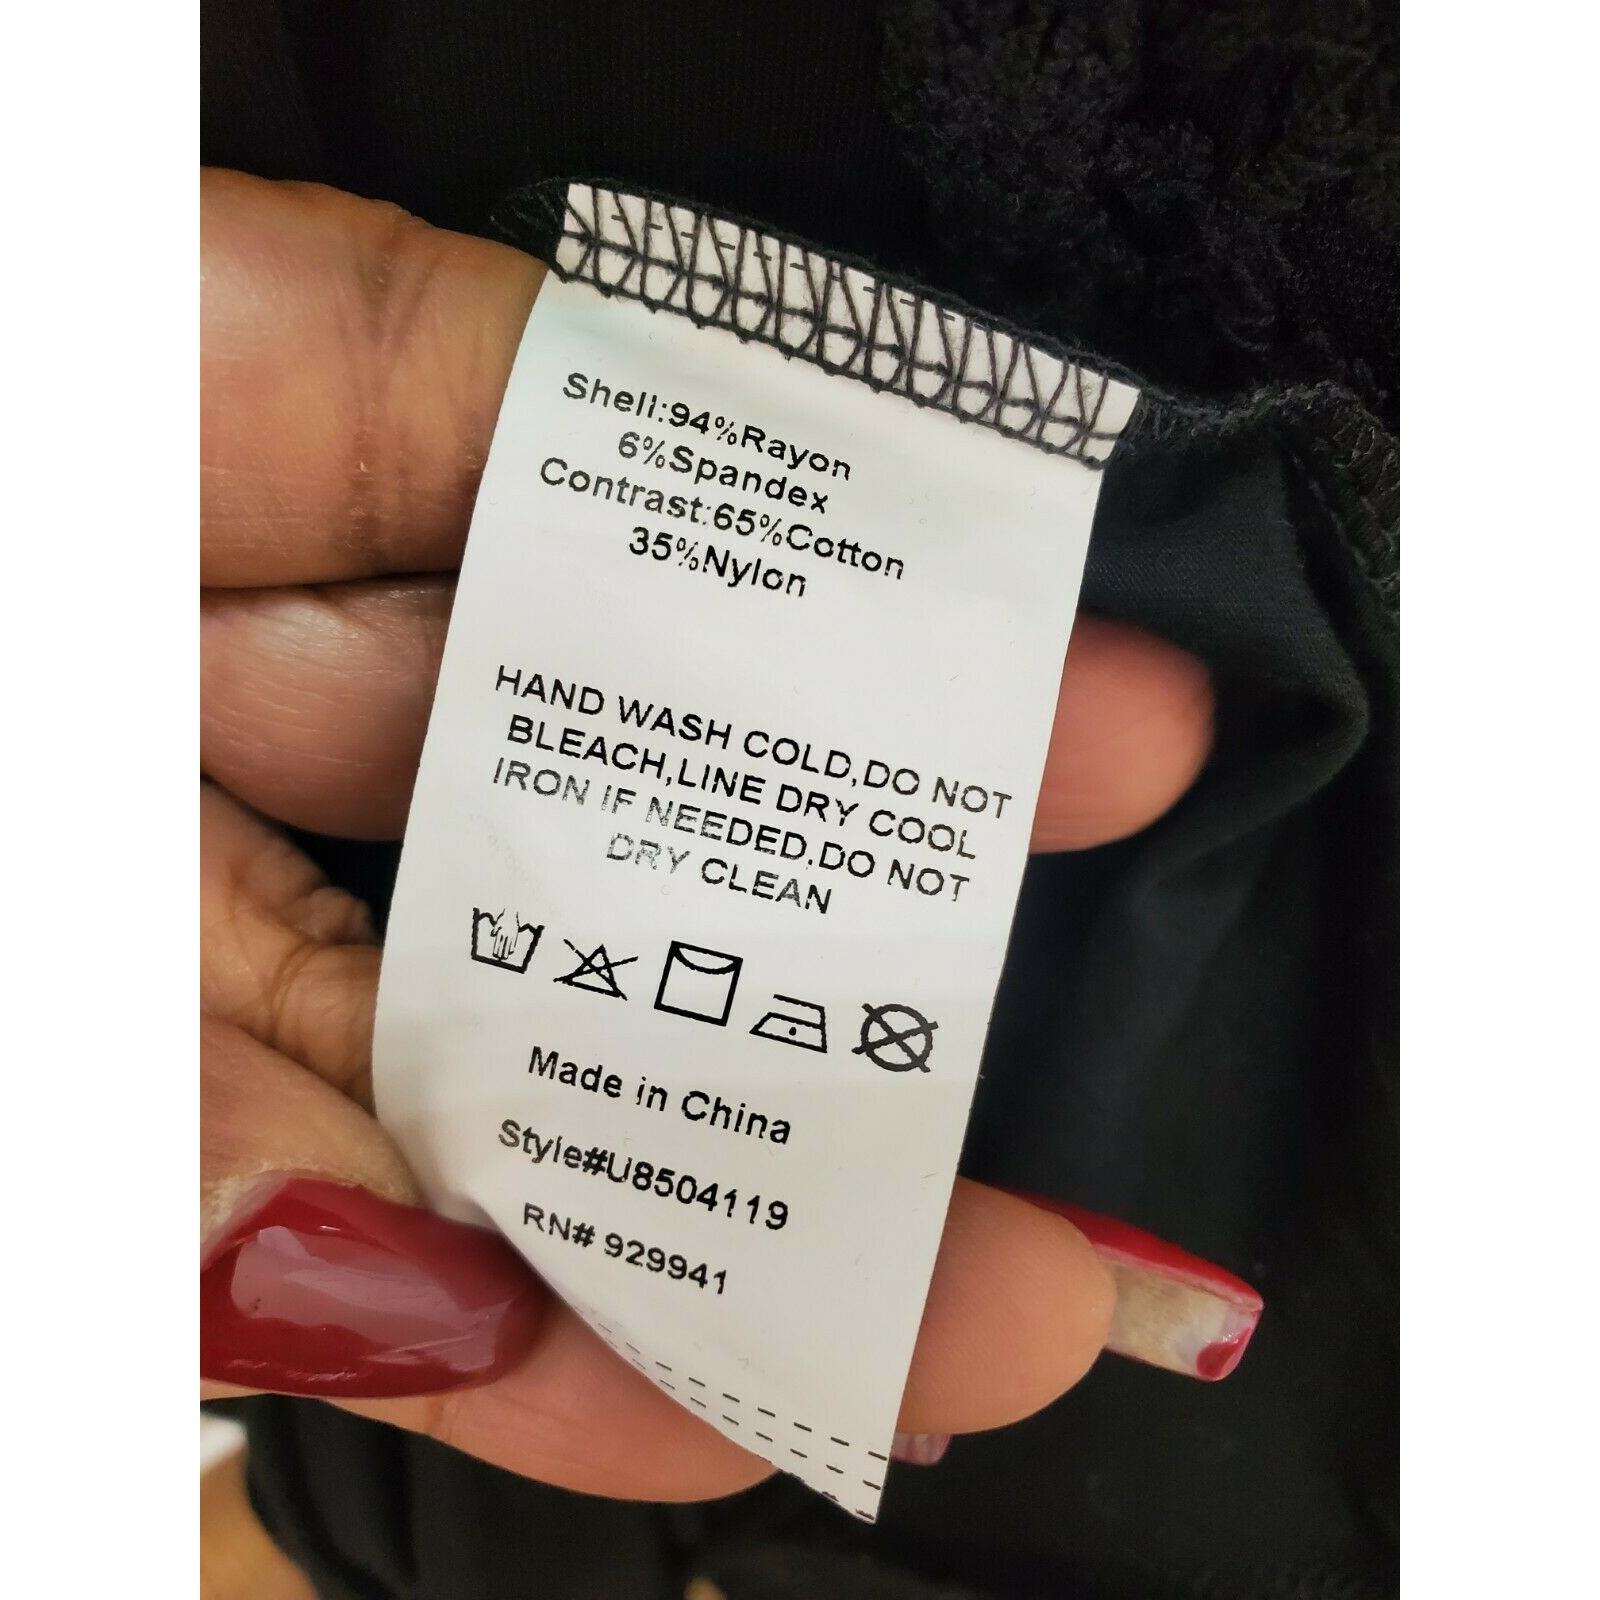 Shell:94%Rayon
6%Spandex
Contrast:65%Cotton
35%Nylon
HAND WASH COLD,DO NOT
BLEACH,LINE DRY COOL
IRON IF NEEDED,DO NOT
DRY CLEAN
Made in China
Style#U8504119
RN# 929941